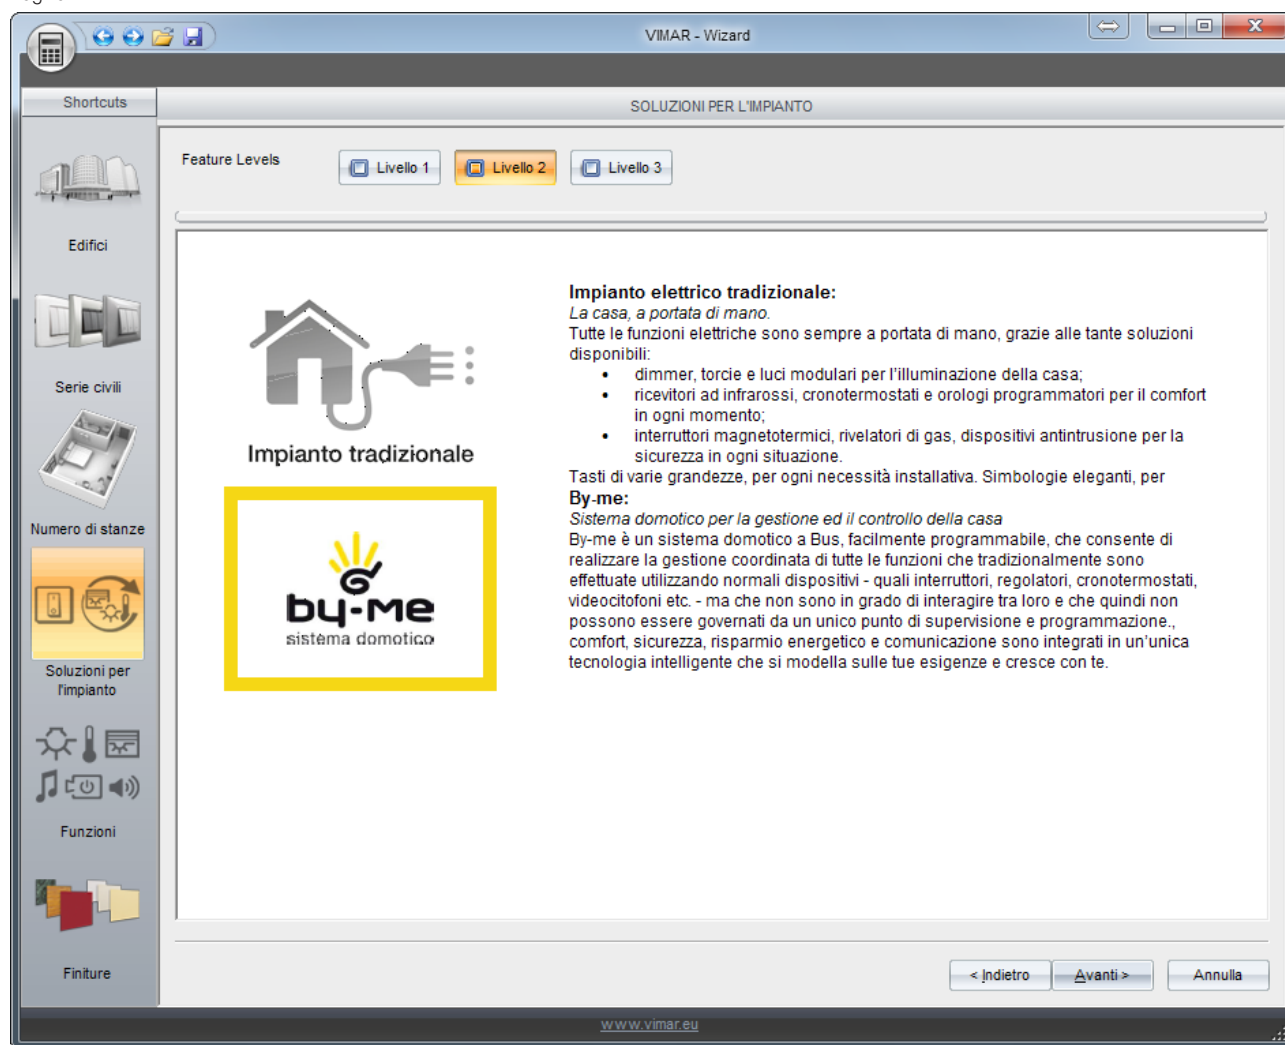 VIMAR - Wizard
Shortcuts
SOLUZIONI PER L'IMPIANTO
Feature Levels
Livello 1
Livello 2
Livello 3
Edifici
Serie civili
Numero di stanze
Soluzioni per
l'impianto
Funzioni
Finiture
Impianto tradizionale
by-me
sistema domotico
Impianto elettrico tradizionale:
La casa, a portata di mano.
Tutte le funzioni elettriche sono sempre a portata di mano, grazie alle tante soluzioni
disponibili:
• dimmer, torcie e luci modulari per l'illuminazione della casa;
• ricevitori ad infrarossi, cronotermostati e orologi programmatori per il comfort
in ogni momento;
• interruttori magnetotermici, rivelatori di gas, dispositivi antintrusione per la
sicurezza in ogni situazione.
Tasti di varie grandezze, per ogni necessità installativa. Simbologie eleganti, per
By-me:
Sistema domotico per la gestione ed il controllo della casa
By-me è un sistema domotico a Bus, facilmente programmabile, che consente di
realizzare la gestione coordinata di tutte le funzioni che tradizionalmente sono
effettuate utilizzando normali dispositivi - quali interruttori, regolatori, cronotermostati,
videocitofoni etc. - ma che non sono in grado di interagire tra loro e che quindi non
possono essere governati da un unico punto di supervisione e programmazione.,
comfort, sicurezza, risparmio energetico e comunicazione sono integrati in un'unica
tecnologia intelligente che si modella sulle tue esigenze e cresce con te.
< Indietro
Avanti >
Annulla
www.vimar.eu